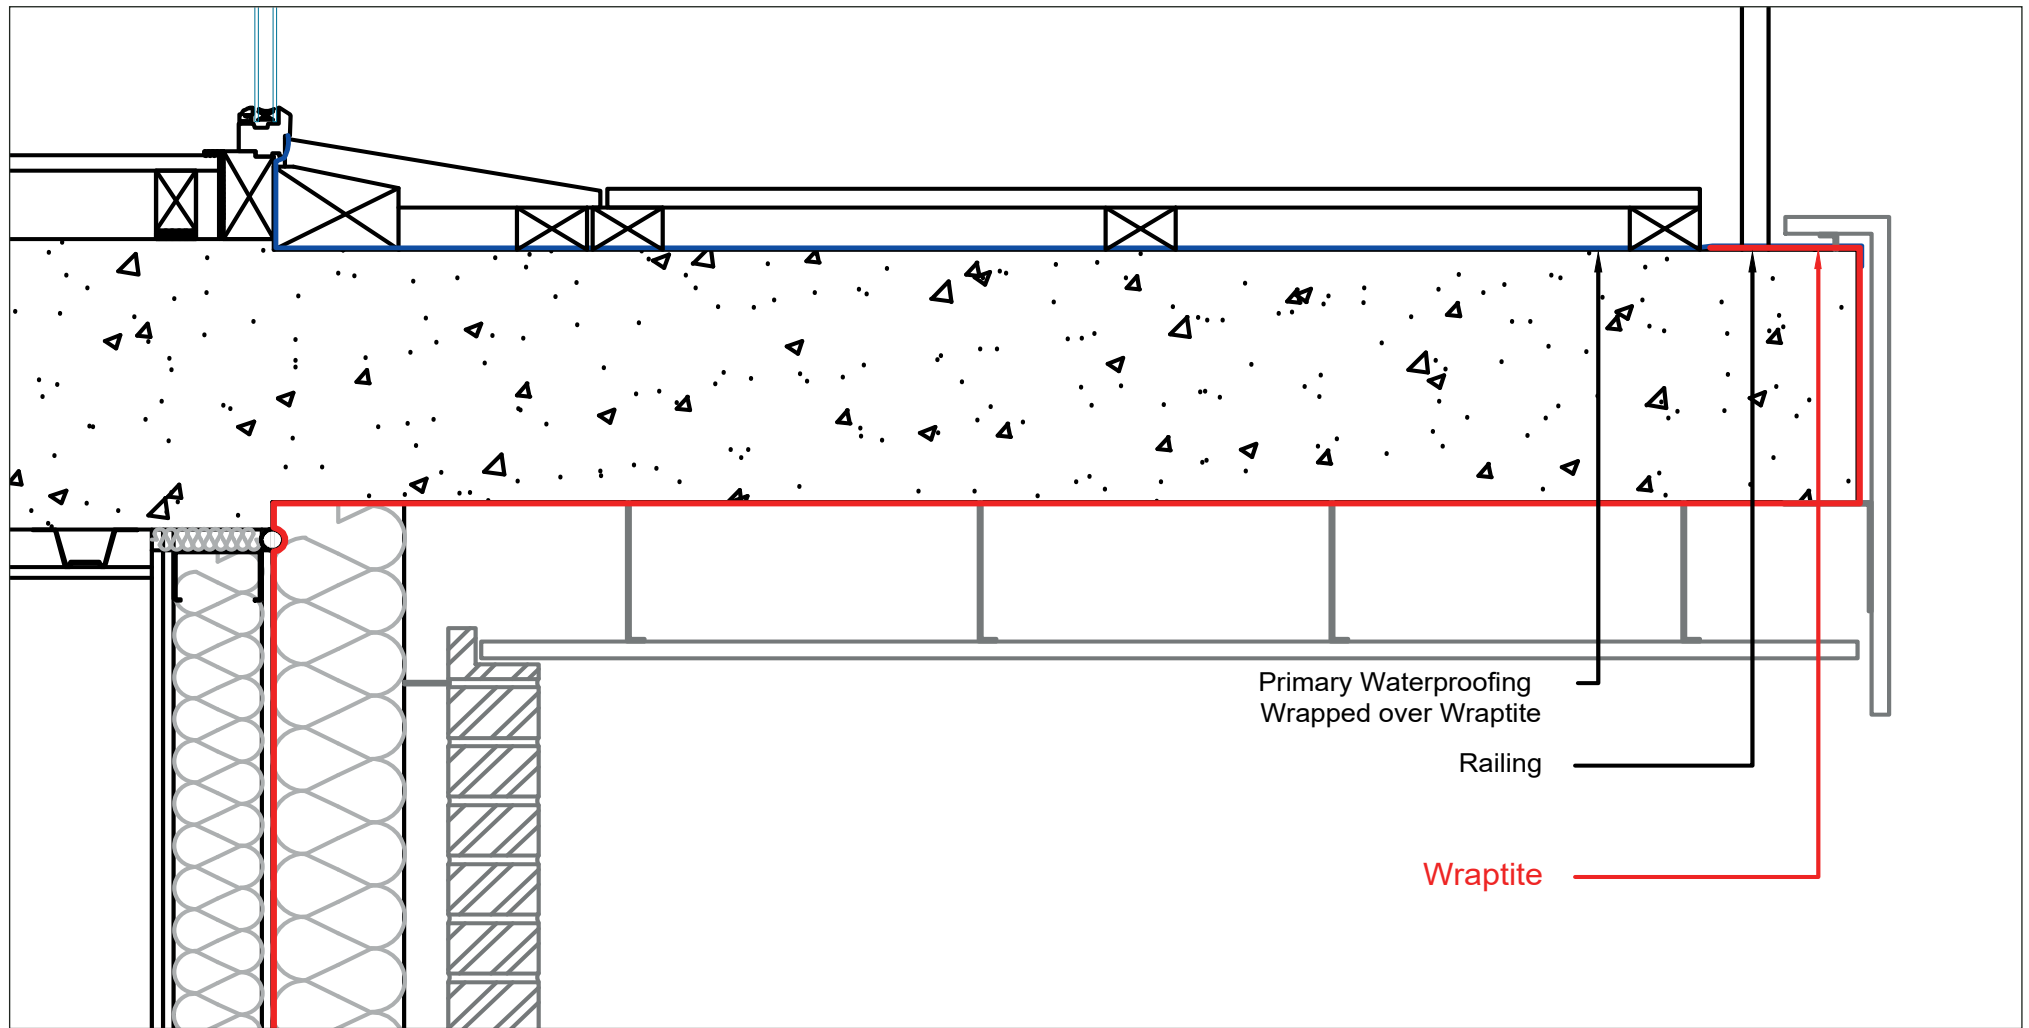 Primary Waterproofing
Wrapped over Wraptite
Railing
Wraptite